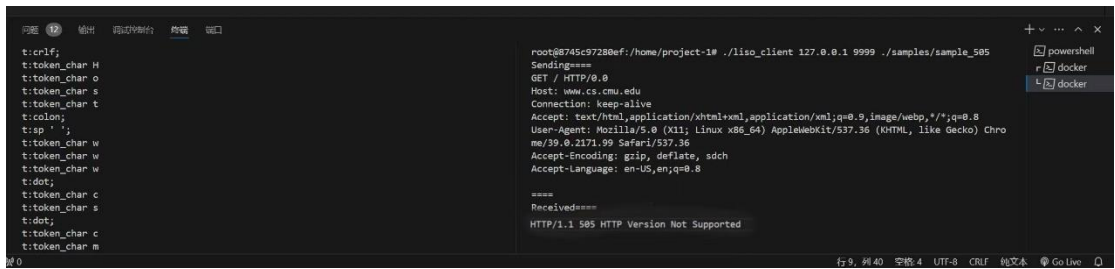 问题 12 输出 调试控制台 终端 端口
t:crlf;
t:token_char H
t:token_char o
t:token_char s
t:token_char t
t:colon;
t:sp ' ';
t:token_char w
t:token_char w
t:token_char w
t:dot;
t:token_char c
t:token_char s
t:dot;
t:token_char c
t:token_char m
root@8745c97280ef:/home/project-1# ./liso_client 127.0.0.1 9999 ./samples/sample_505
Sending====
GET / HTTP/0.0
Host: www.cs.cmu.edu
Connection: keep-alive
Accept: text/html,application/xhtml+xml,application/xml;q=0.9,image/webp,*/*;q=0.8
User-Agent: Mozilla/5.0 (X11; Linux x86_64) AppleWebKit/537.36 (KHTML, like Gecko) Chro
me/39.0.2171.99 Safari/537.36
Accept-Encoding: gzip, deflate, sdch
Accept-Language: en-US,en;q=0.8
====
Received====
HTTP/1.1 505 HTTP Version Not Supported
powershell
docker
docker
0
行 9，列 40 空格: 4 UTF-8 CRLF 纯文本 Go Live